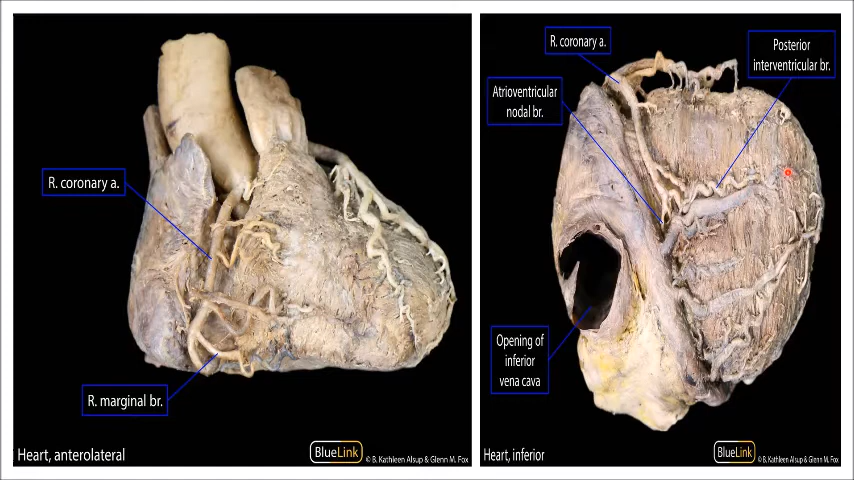 R. coronary a.
R. marginal br.
Heart, anterolateral
BlueLink
© B. Kathleen Alsup & Glenn M. Fox
R. coronary a.
Posterior
interventricular br.
Atrioventricular
nodal br.
Opening of
inferior
vena cava
Heart, inferior
BlueLink
© B. Kathleen Alsup & Glenn M. Fox